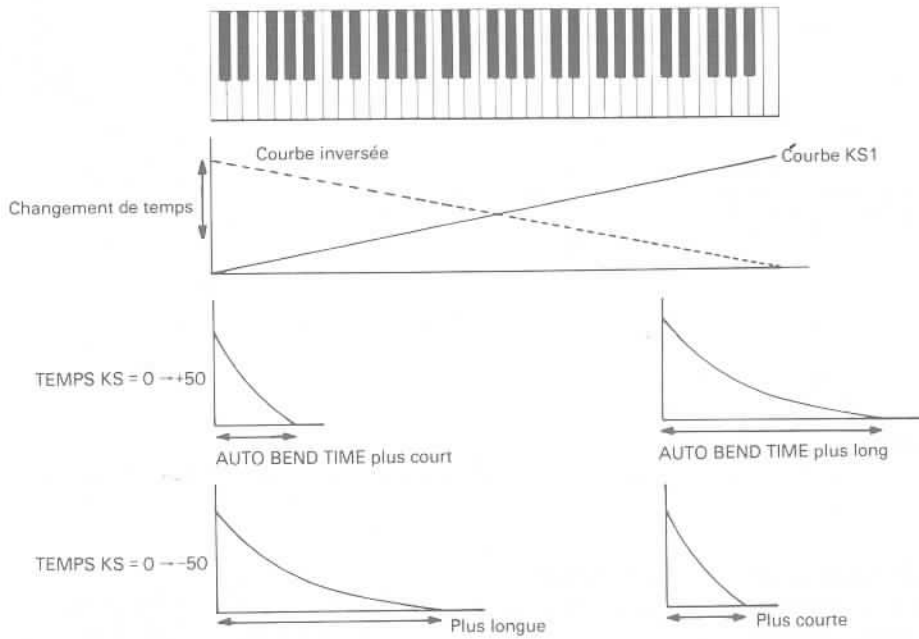 Courbe inversée
Courbe KS1
Changement de temps
TEMPS KS = 0 → +50
AUTO BEND TIME plus court
AUTO BEND TIME plus long
TEMPS KS = 0 → −50
Plus longue
Plus courte